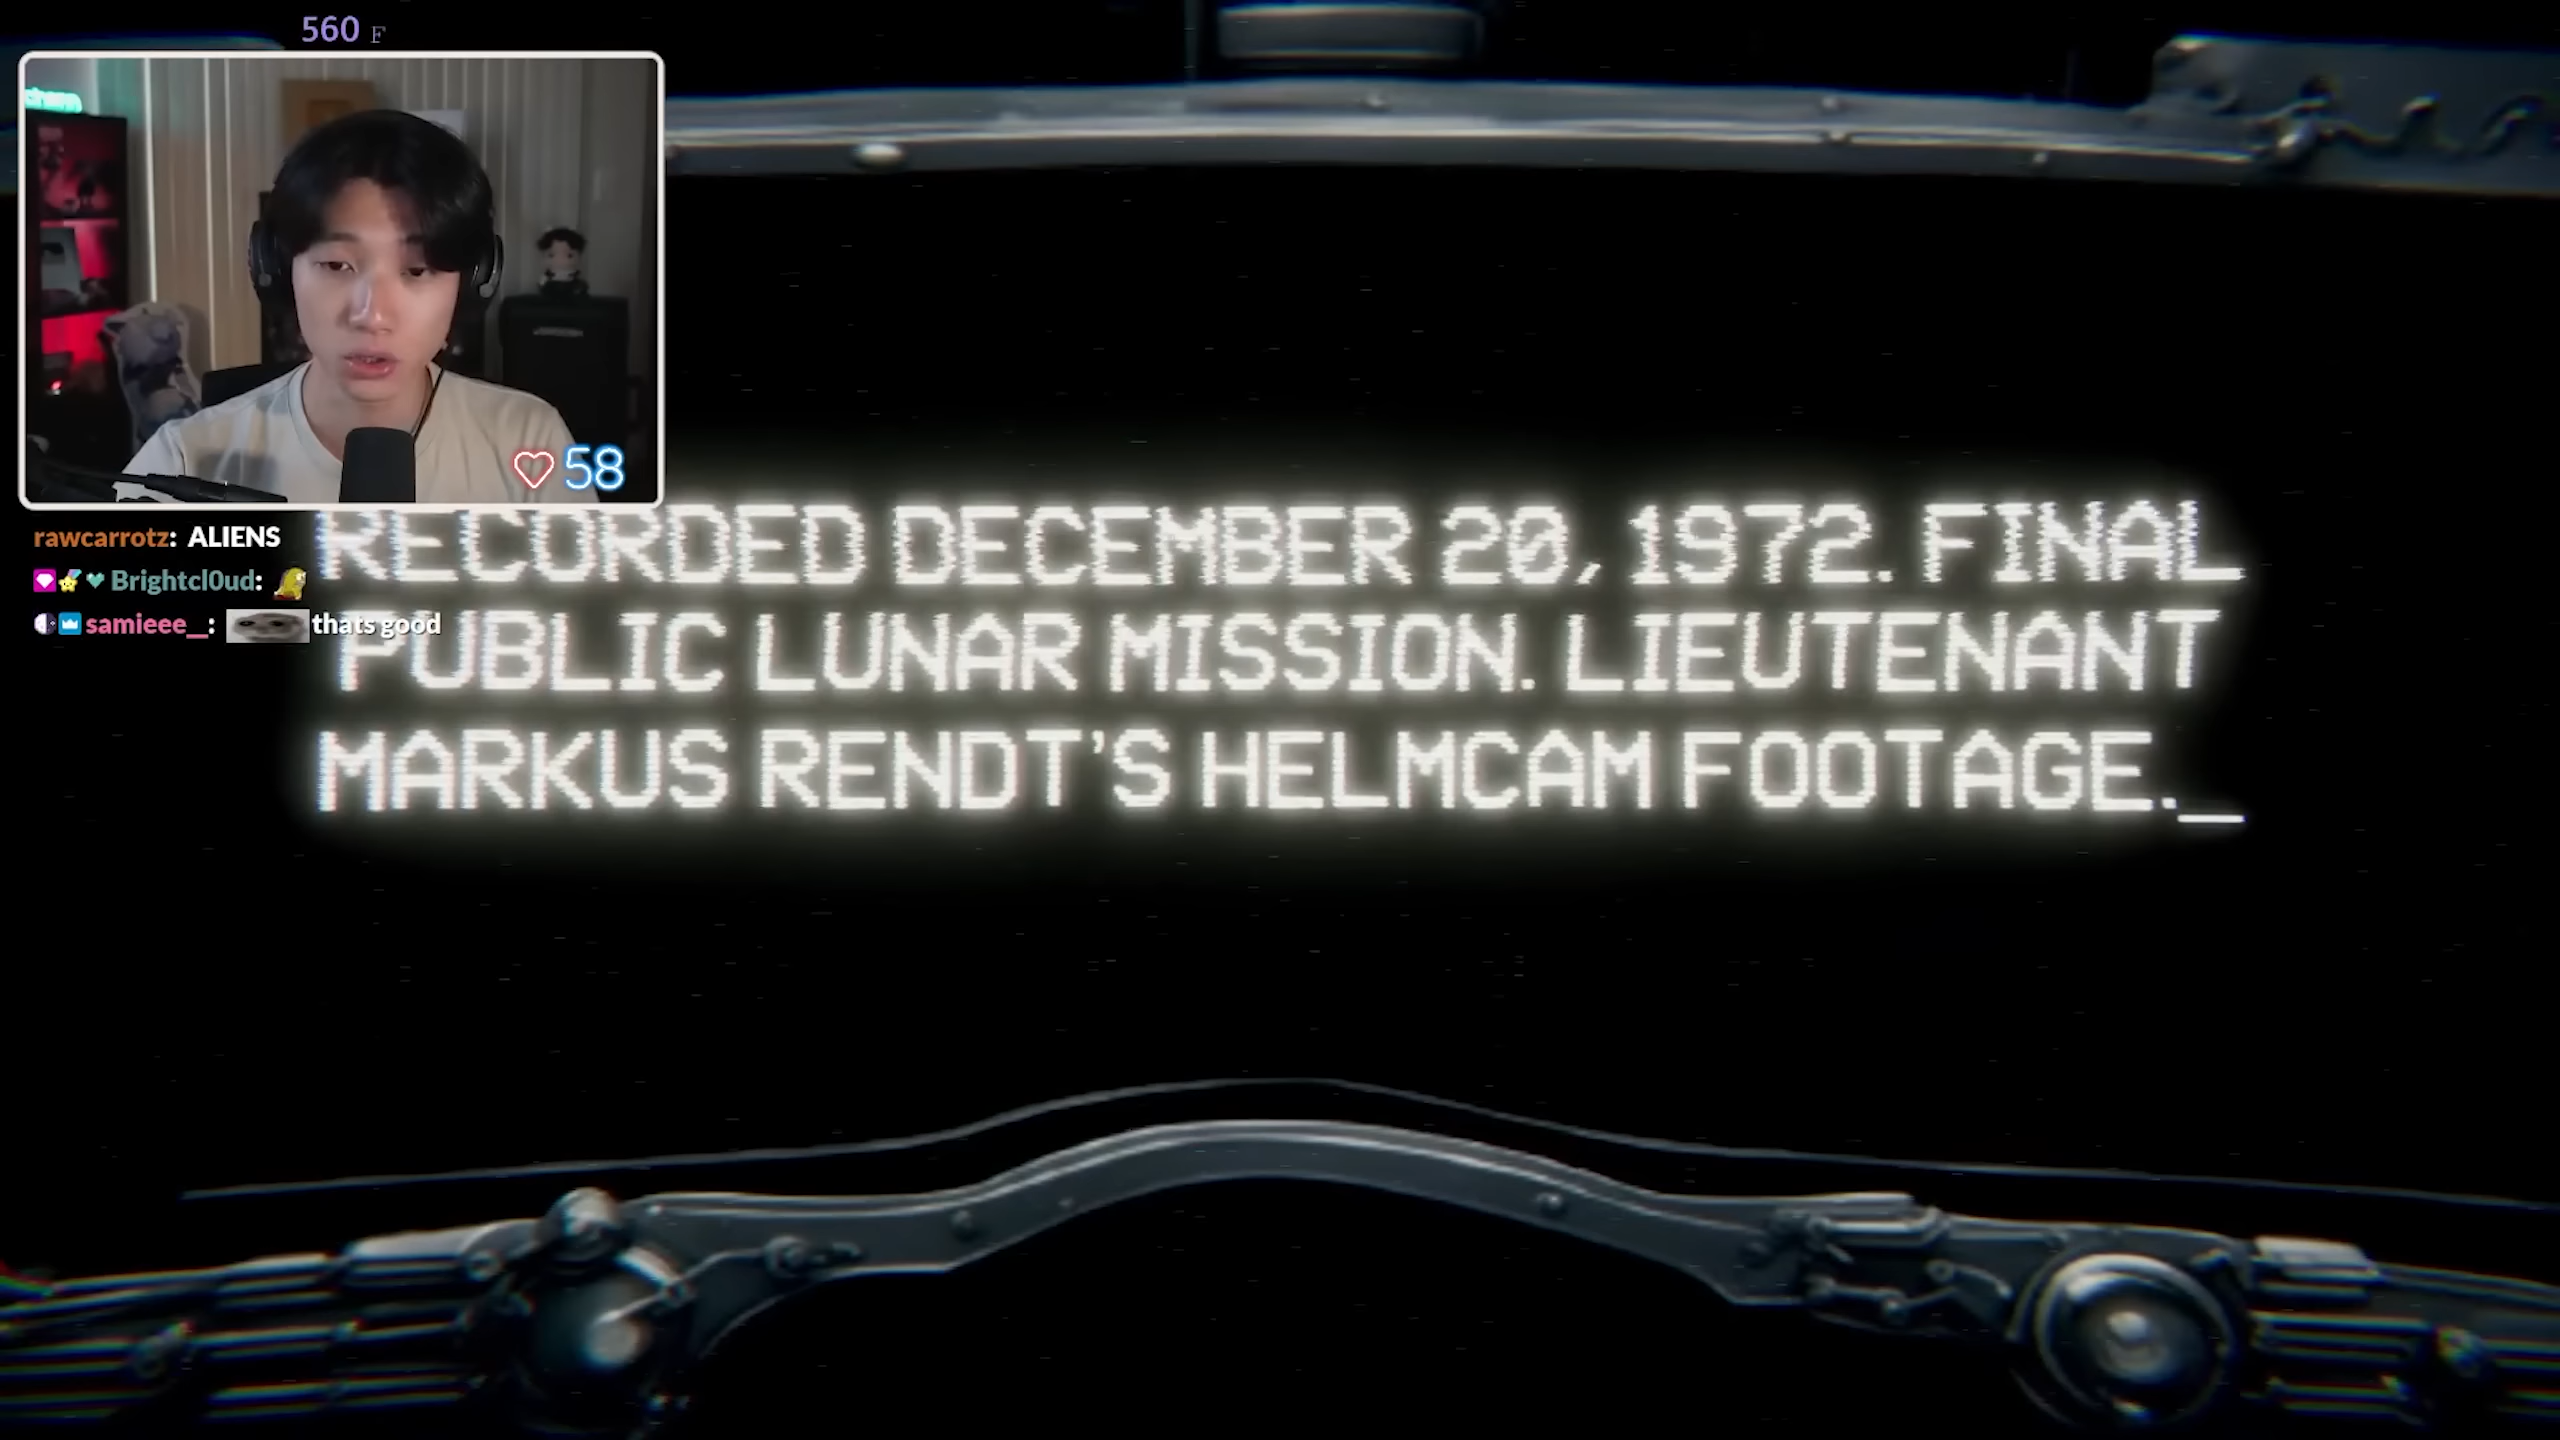 560 F
58
rawcarrotz: ALIENS
Brightcl0ud:
samieee__: thats good
RECORDED DECEMBER 20, 1972. FINAL
PUBLIC LUNAR MISSION. LIEUTENANT
MARKUS RENDT'S HELMCAM FOOTAGE._